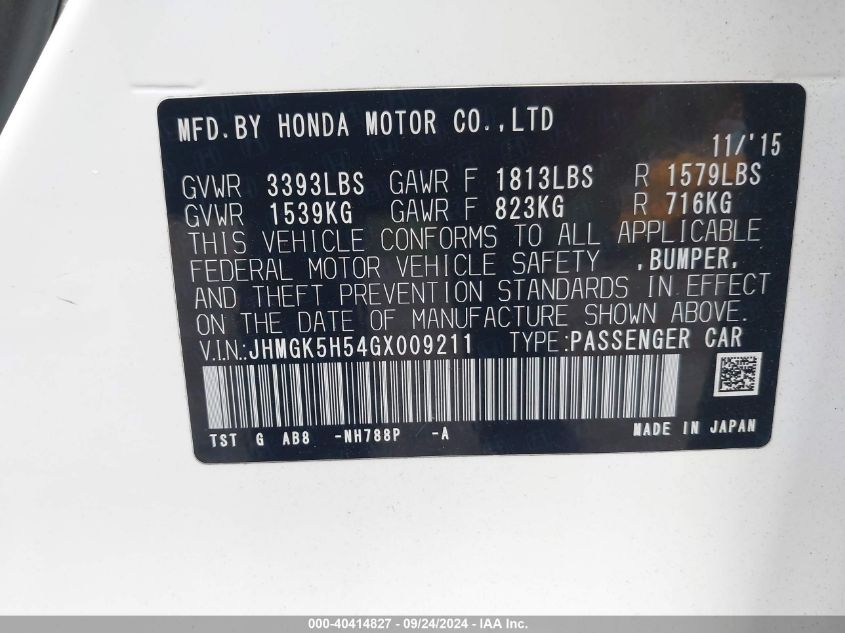 MFD.BY HONDA MOTOR CO.,LTD
11/'15
GVWR 3393LBS GAWR F 1813LBS R 1579LBS
GVWR 1539KG GAWR F 823KG R 716KG
THIS VEHICLE CONFORMS TO ALL APPLICABLE
FEDERAL MOTOR VEHICLE SAFETY ,BUMPER,
AND THEFT PREVENTION STANDARDS IN EFFECT
ON THE DATE OF MANUFACTURE SHOWN ABOVE.
V.I.N.:JHMGK5H54GX009211 TYPE:PASSENGER CAR
TST G AB8 -NH788P -A MADE IN JAPAN
000-40414827 - 09/24/2024 - IAA Inc.